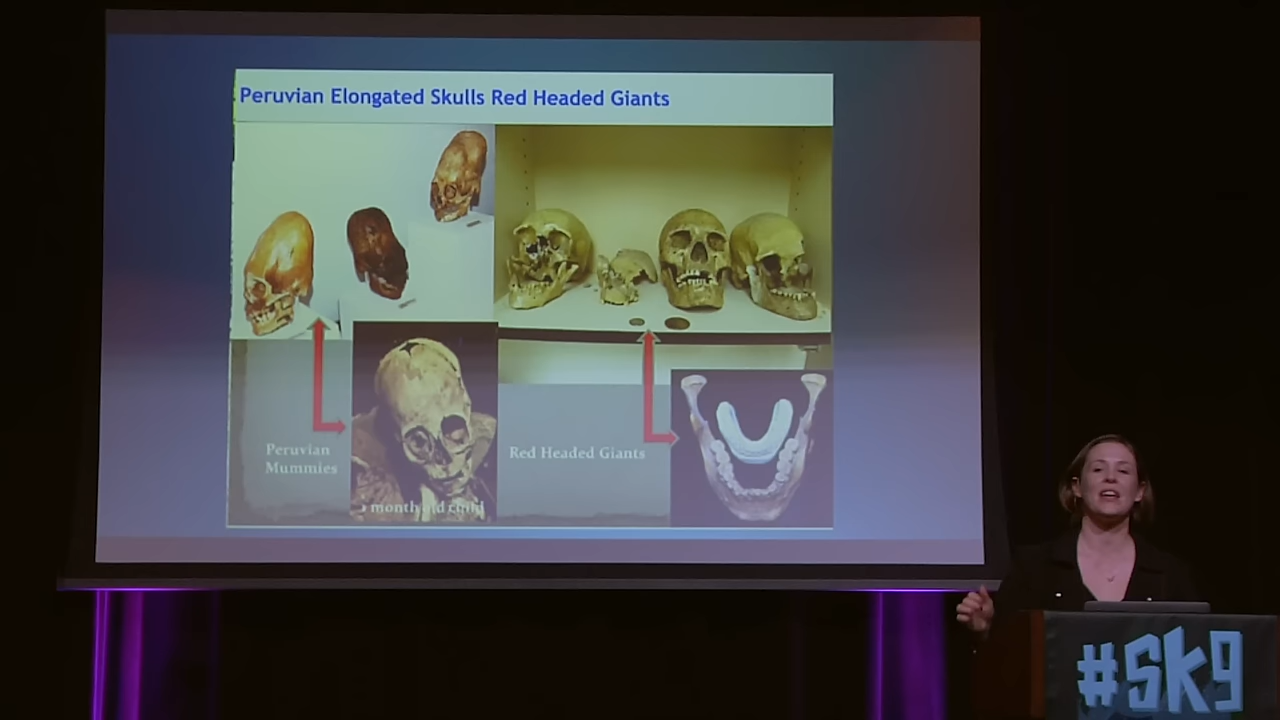 Peruvian Elongated Skulls Red Headed Giants
Peruvian
Mummies
month old child
Red Headed Giants
#SK9